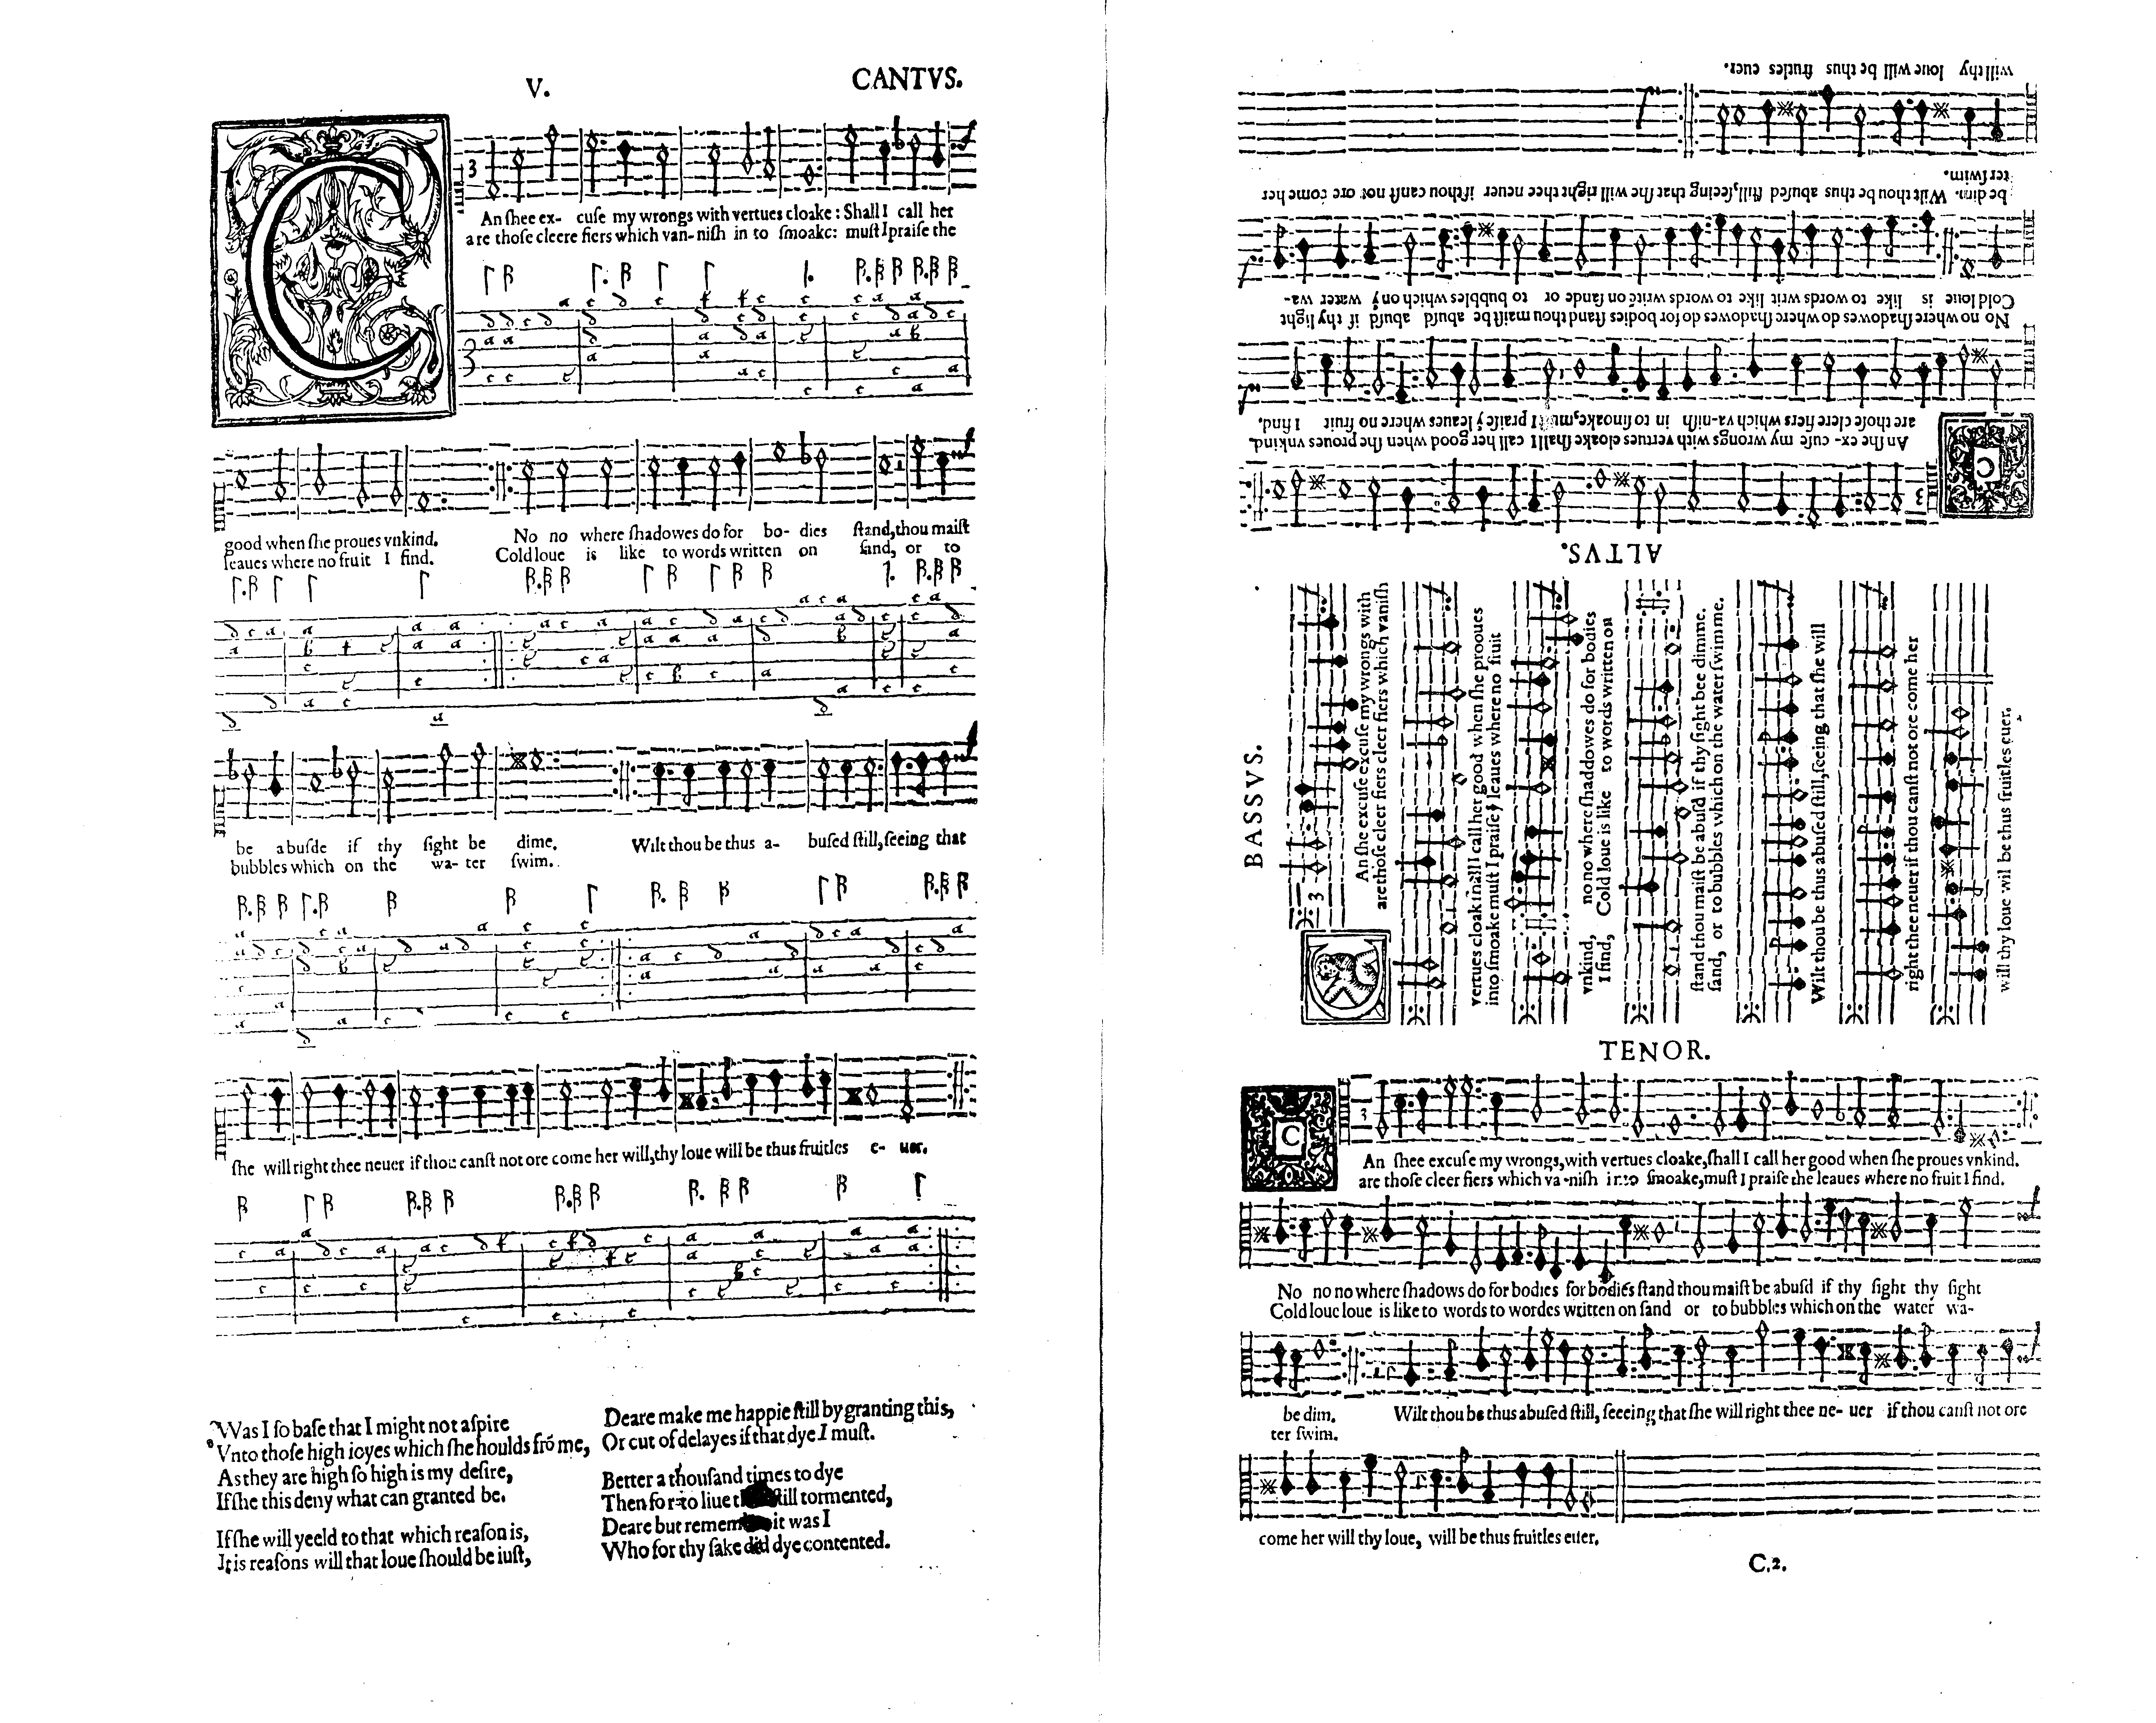 V.
CANTVS.
C
An ſhee ex- cuſe my wrongs with vertues cloake: Shall I call her
are thoſe cleere fiers which van-niſh in to ſmoake: muſt I praiſe the
good when ſhe proues vnkind. No no where ſhadowes do for bo- dies ſtand, thou maiſt
leaues where no fruit I find. Cold loue is like to words written on ſand, or to
be abuſde if thy ſight be dime. Wilt thou be thus a- buſed ſtill, ſeeing that
bubbles which on the wa- ter ſwim.
ſhe will right thee neuer if thou canſt not ore come her will, thy loue will be thus fruitles e- uer.
Was I ſo baſe that I might not aſpire
Vnto thoſe high ioyes which ſhe houlds frō me,
As they are high ſo high is my deſire,
If ſhe this deny what can granted be.
If ſhe will yeeld to that which reaſon is,
It is reaſons will that loue ſhould be iuſt,
Deare make me happie ſtill by granting this,
Or cut of delayes if that dye I muſt.
Better a thouſand times to dye
Then for to liue ſtill tormented,
Deare but it was I
Who for thy ſake did dye contented.
ALTVS.
C
An ſhe ex- cuſe my wrongs with vertues cloake ſhall I call her good when ſhe proues vnkind.
are thoſe clere fiers which va-niſh in to ſmoake, muſt I praiſe ẏ leaues where no fruit I find,
No no where ſhadowes do where ſhadowes do for bodies ſtand thou maiſt be abuſd abuſd if thy light
Cold loue is like to words writ like to words writ on ſande or to bubbles which on ẏ water wa-
be dim. Wilt thou be thus abuſed ſtill, ſeeing that ſhe will right thee neuer if thou canſt not ore come her
ter ſwim.
will thy loue will be thus frutles euer.
BASSVS.
C
An ſhe excuſe excuſe my wrongs with
are thoſe cleer fiers cleer fiers which vaniſh
vertues cloak ſhall I call her good when ſhe proues
into ſmoake muſt I praiſe ẏ leaues where no fruit
vnkind, no no where ſhaddowes do for bodies
I find, Cold loue is like to words written on
ſtand thou maiſt be abuſd if thy ſight bee dimme.
ſand, or to bubbles which on the water ſwimme.
Wilt thou be thus abuſed ſtill, ſeeing that ſhe will
right thee neuer if thou canſt not ore come her
will thy loue wil be thus fruitles euer.
TENOR.
C
An ſhee excuſe my wrongs, with vertues cloake, ſhall I call her good when ſhe proues vnkind.
are thoſe cleer fiers which va-niſh into ſmoake, muſt I praiſe the leaues where no fruit I find.
No no no where ſhadows do for bodies for bodies ſtand thou maiſt be abuſd if thy ſight thy ſight
Cold loue loue is like to words to wordes written on ſand or to bubbles which on the water wa-
be dim. Wilt thou be thus abuſed ſtill, ſeeeing that ſhe will right thee ne- uer if thou canſt not ore
ter ſwim.
come her will thy loue, will be thus fruitles euer.
C.2.